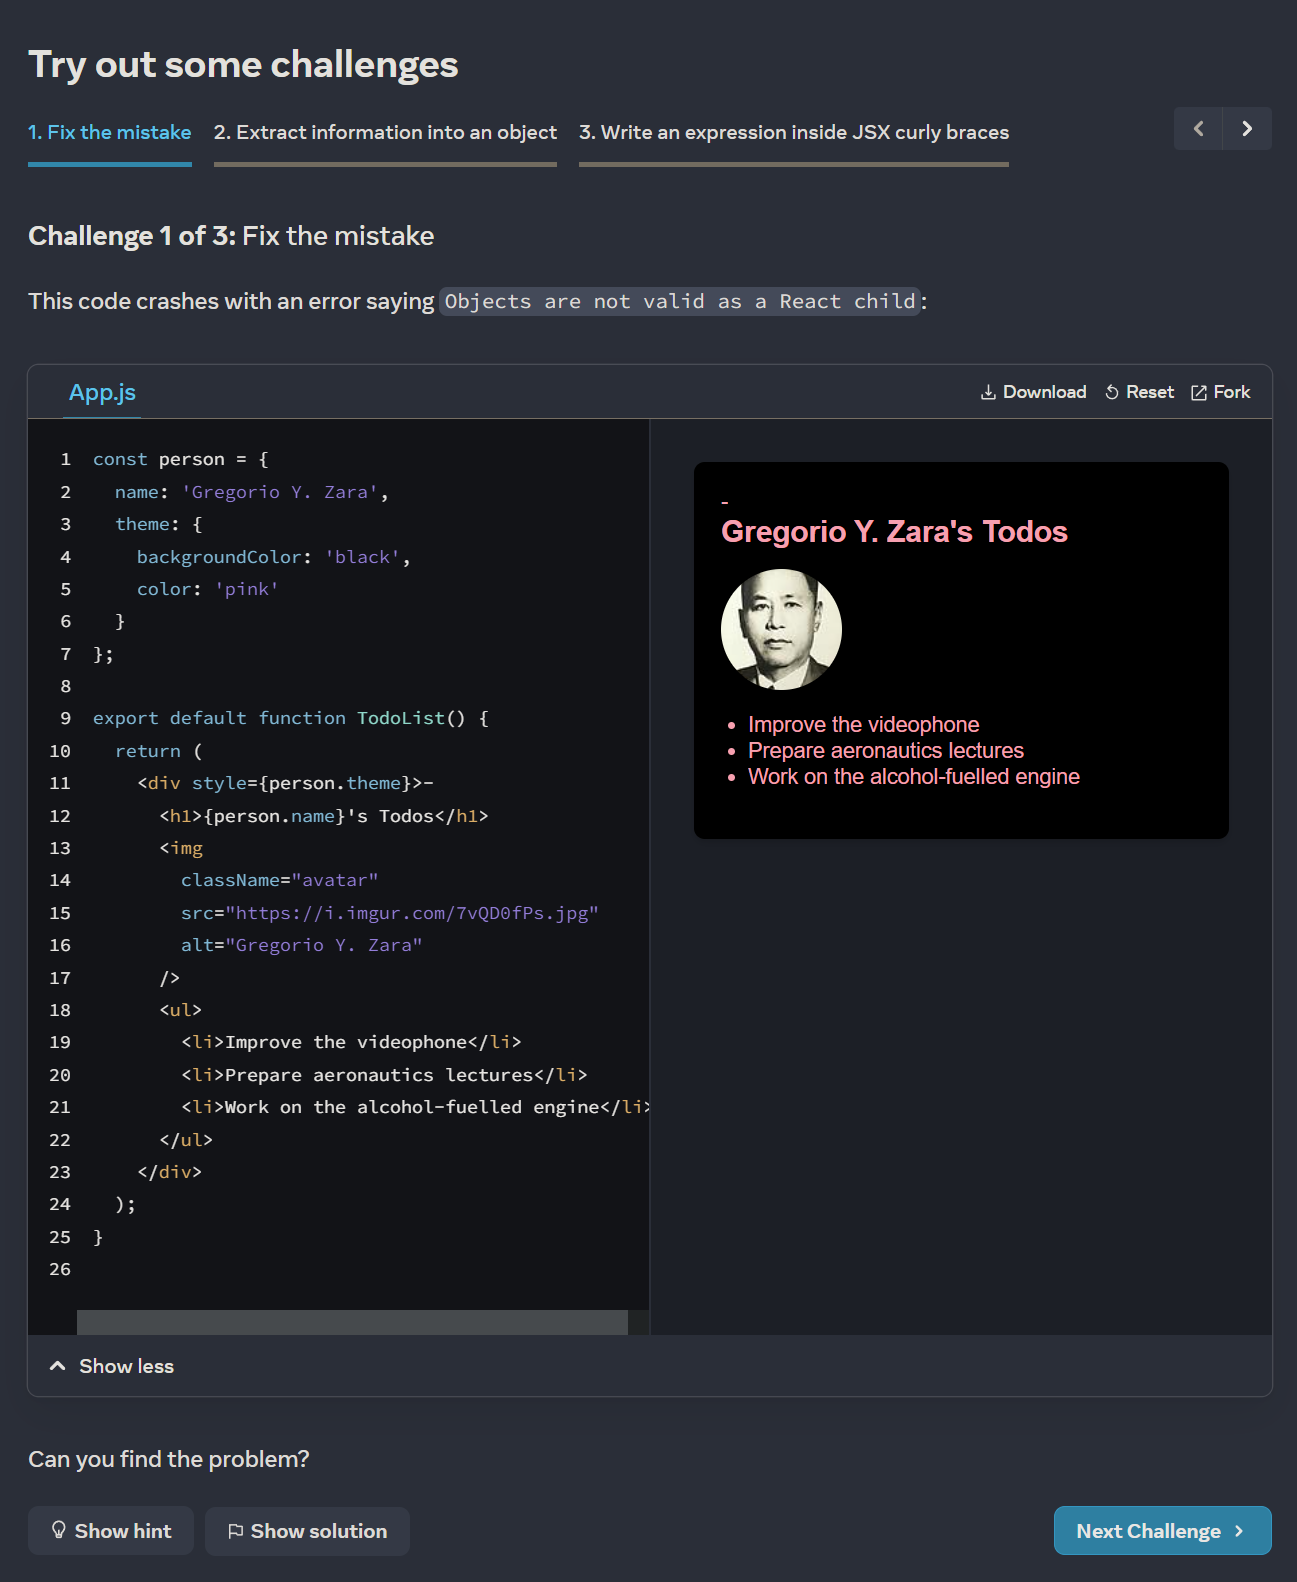 Try out some challenges
1. Fix the mistake
2. Extract information into an object
3. Write an expression inside JSX curly braces
Challenge 1 of 3: Fix the mistake
This code crashes with an error saying Objects are not valid as a React child:
App.js
Download
Reset
Fork
1 const person = {
2   name: 'Gregorio Y. Zara',
3   theme: {
4     backgroundColor: 'black',
5     color: 'pink'
6   }
7 };
8
9 export default function TodoList() {
10   return (
11     <div style={person.theme}>-
12       <h1>{person.name}'s Todos</h1>
13       <img
14         className="avatar"
15         src="https://i.imgur.com/7vQD0fPs.jpg"
16         alt="Gregorio Y. Zara"
17       />
18       <ul>
19         <li>Improve the videophone</li>
20         <li>Prepare aeronautics lectures</li>
21         <li>Work on the alcohol-fuelled engine</li>
22       </ul>
23     </div>
24   );
25 }
26
-
Gregorio Y. Zara's Todos
• Improve the videophone
• Prepare aeronautics lectures
• Work on the alcohol-fuelled engine
Show less
Can you find the problem?
Show hint
Show solution
Next Challenge